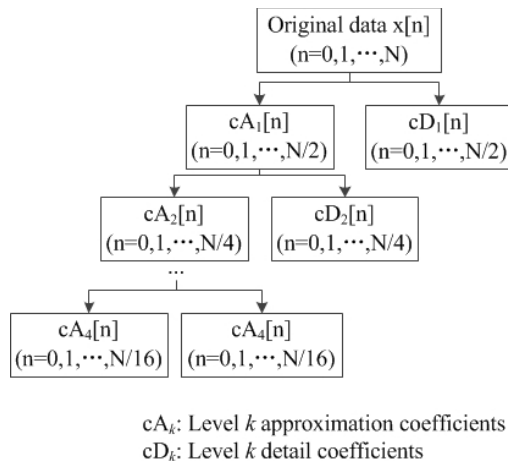 Original data x[n]
(n=0,1,⋯,N)
cA₁[n]
(n=0,1,⋯,N/2)
cD₁[n]
(n=0,1,⋯,N/2)
cA₂[n]
(n=0,1,⋯,N/4)
cD₂[n]
(n=0,1,⋯,N/4)
...
cA₄[n]
(n=0,1,⋯,N/16)
cA₄[n]
(n=0,1,⋯,N/16)
cAₖ: Level k approximation coefficients
cDₖ: Level k detail coefficients